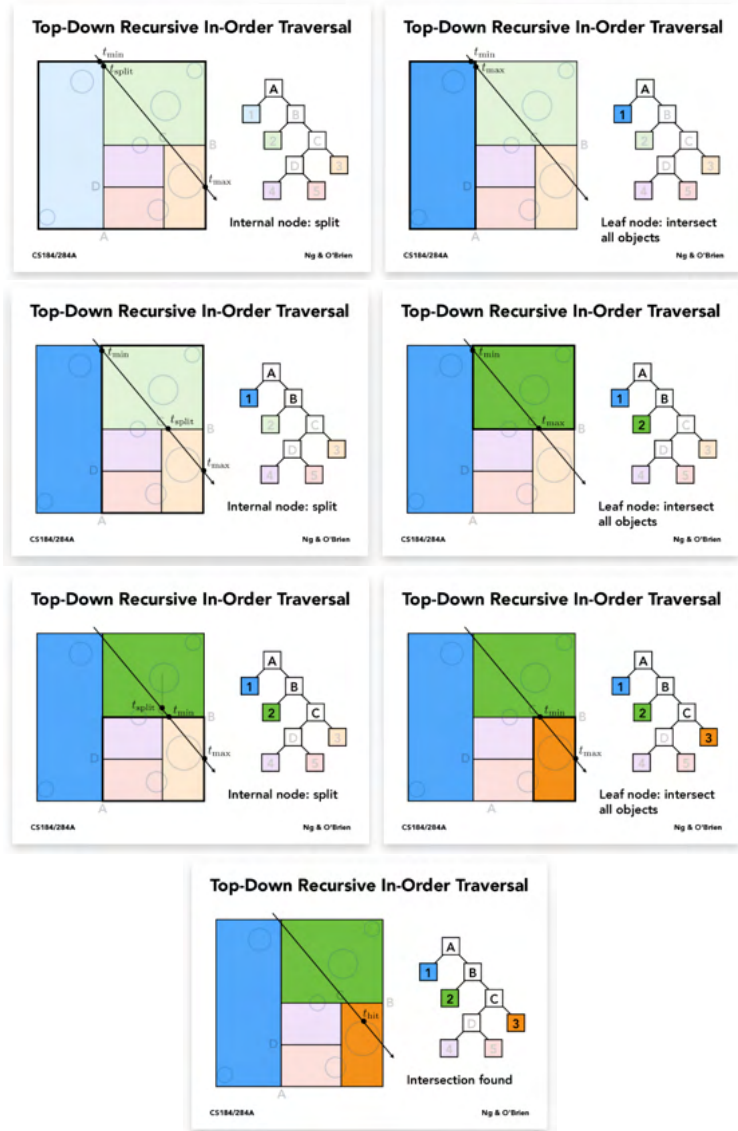 Top-Down Recursive In-Order Traversal
t_min
t_split
t_max
A
B
C
D
1
2
3
4
5
A
B
C
D
Internal node: split
CS184/284A
Ng & O'Brien
Top-Down Recursive In-Order Traversal
t_min
t_max
A
B
C
D
1
2
3
4
5
A
B
C
D
Leaf node: intersect
all objects
CS184/284A
Ng & O'Brien
Top-Down Recursive In-Order Traversal
t_min
t_split
t_max
A
B
C
D
1
2
3
4
5
A
B
C
D
Internal node: split
CS184/284A
Ng & O'Brien
Top-Down Recursive In-Order Traversal
t_min
t_max
A
B
C
D
1
2
3
4
5
A
B
C
D
Leaf node: intersect
all objects
CS184/284A
Ng & O'Brien
Top-Down Recursive In-Order Traversal
t_split
t_min
t_max
A
B
D
1
2
3
4
5
A
B
C
D
Internal node: split
CS184/284A
Ng & O'Brien
Top-Down Recursive In-Order Traversal
t_min
t_max
A
B
C
D
1
2
3
4
5
A
B
C
D
Leaf node: intersect
all objects
CS184/284A
Ng & O'Brien
Top-Down Recursive In-Order Traversal
t_hit
A
B
C
D
1
2
3
4
5
A
B
C
D
Intersection found
CS184/284A
Ng & O'Brien